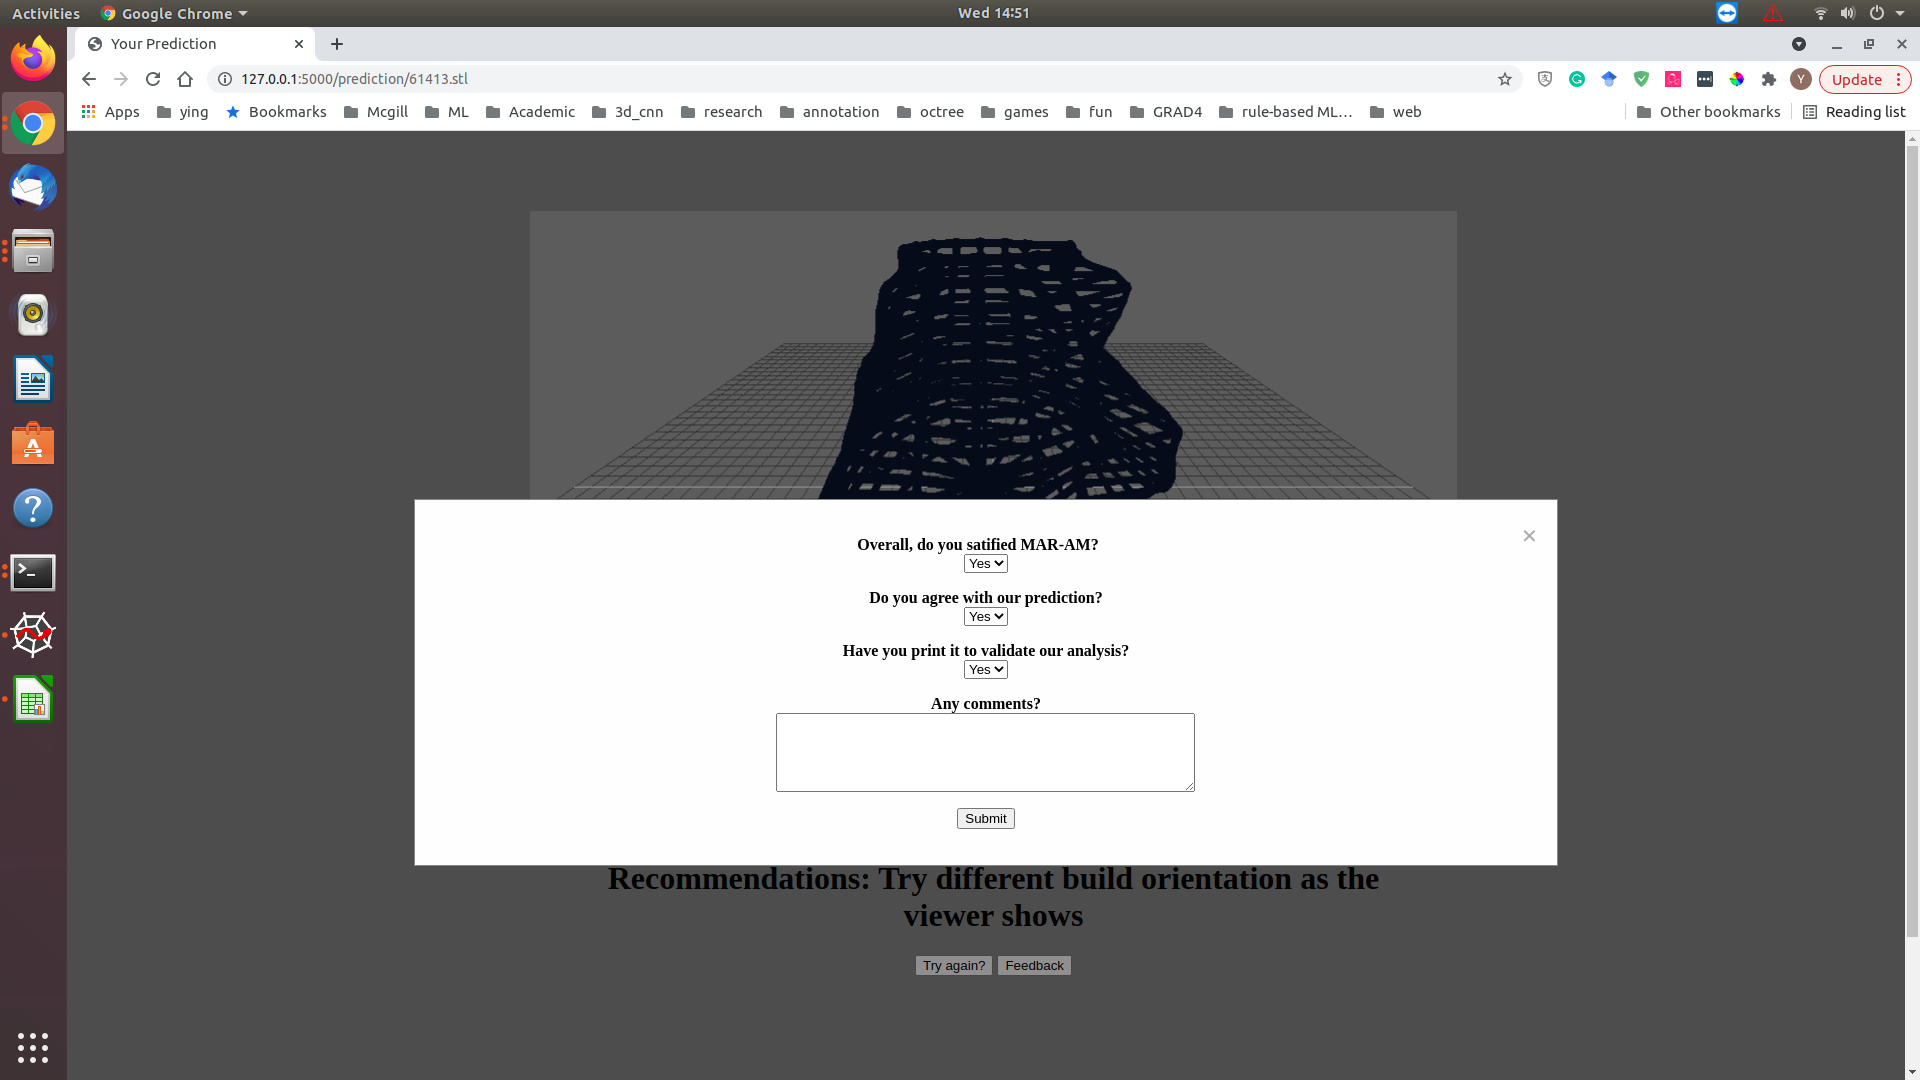 Activities Google Chrome Wed 14:51
Your Prediction
127.0.0.1:5000/prediction/61413.stl Y Update
Apps ying Bookmarks Mcgill ML Academic 3d_cnn research annotation octree games fun GRAD4 rule-based ML... web Other bookmarks Reading list
Overall, do you satified MAR-AM?
Yes
Do you agree with our prediction?
Yes
Have you print it to validate our analysis?
Yes
Any comments?
Submit
Recommendations: Try different build orientation as the
viewer shows
Try again? Feedback